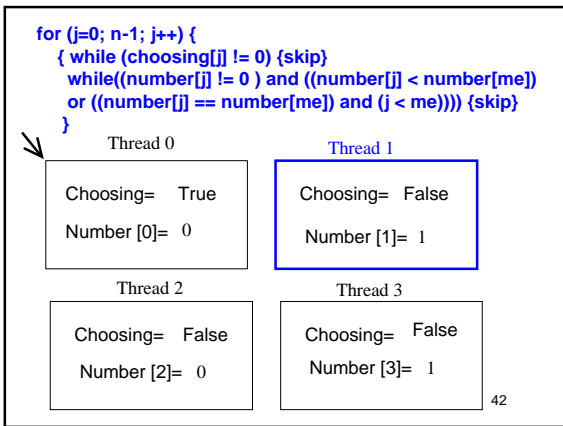 for (j=0; n-1; j++) {
{ while (choosing[j] != 0) {skip}
while((number[j] != 0 ) and ((number[j] < number[me])
or ((number[j] == number[me]) and (j < me)))) {skip}
}
Thread 0
Thread 1
Choosing= True
Number [0]= 0
Choosing= False
Number [1]= 1
Thread 2
Thread 3
Choosing= False
Number [2]= 0
Choosing= False
Number [3]= 1
42